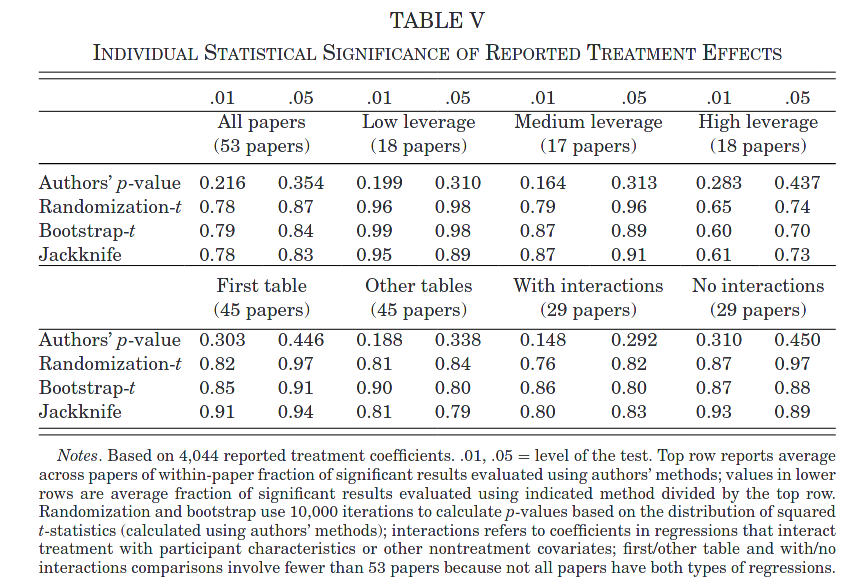 TABLE V
INDIVIDUAL STATISTICAL SIGNIFICANCE OF REPORTED TREATMENT EFFECTS
.01 .05 .01 .05 .01 .05 .01 .05
All papers Low leverage Medium leverage High leverage
(53 papers) (18 papers) (17 papers) (18 papers)
Authors’ p-value 0.216 0.354 0.199 0.310 0.164 0.313 0.283 0.437
Randomization-t 0.78 0.87 0.96 0.98 0.79 0.96 0.65 0.74
Bootstrap-t 0.79 0.84 0.99 0.98 0.87 0.89 0.60 0.70
Jackknife 0.78 0.83 0.95 0.89 0.87 0.91 0.61 0.73
First table Other tables With interactions No interactions
(45 papers) (45 papers) (29 papers) (29 papers)
Authors’ p-value 0.303 0.446 0.188 0.338 0.148 0.292 0.310 0.450
Randomization-t 0.82 0.97 0.81 0.84 0.76 0.82 0.87 0.97
Bootstrap-t 0.85 0.91 0.90 0.80 0.86 0.80 0.87 0.88
Jackknife 0.91 0.94 0.81 0.79 0.80 0.83 0.93 0.89
Notes. Based on 4,044 reported treatment coefficients. .01, .05 = level of the test. Top row reports average
across papers of within-paper fraction of significant results evaluated using authors’ methods; values in lower
rows are average fraction of significant results evaluated using indicated method divided by the top row.
Randomization and bootstrap use 10,000 iterations to calculate p-values based on the distribution of squared
t-statistics (calculated using authors’ methods); interactions refers to coefficients in regressions that interact
treatment with participant characteristics or other nontreatment covariates; first/other table and with/no
interactions comparisons involve fewer than 53 papers because not all papers have both types of regressions.